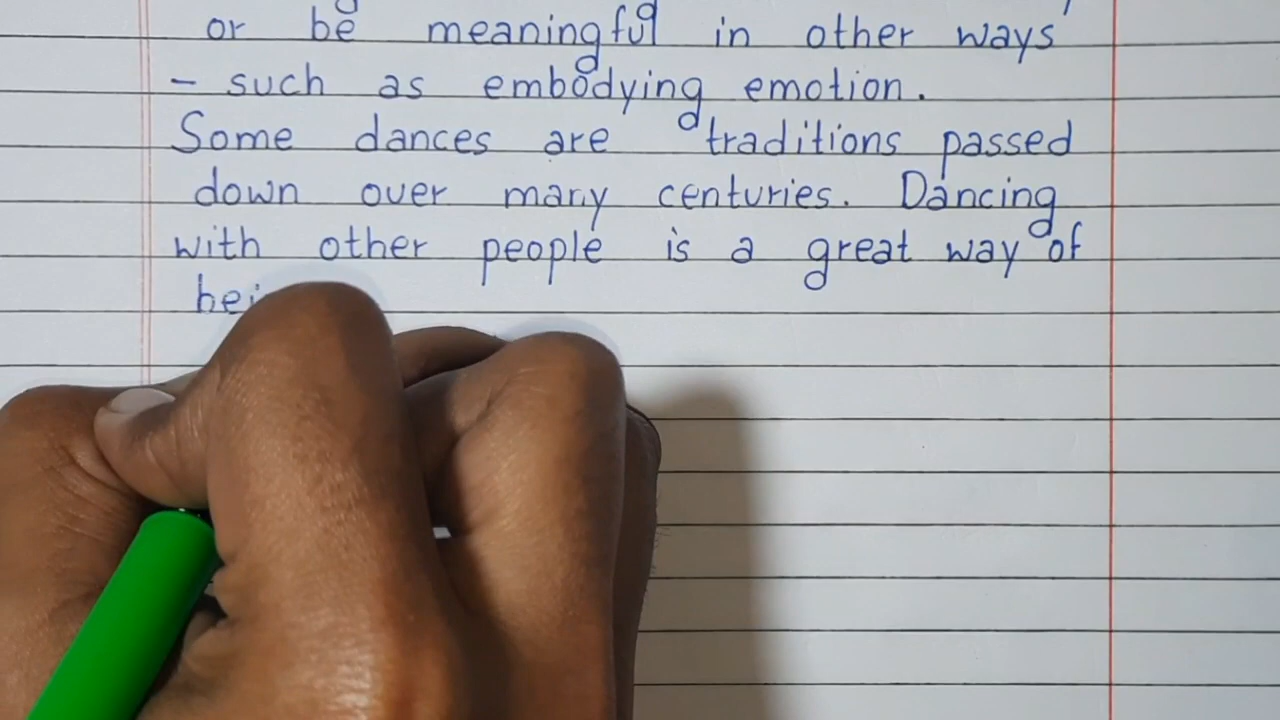 or be meaningful in other ways
- such as embodying emotion.
Some dances are traditions passed
down over many centuries. Dancing
with other people is a great way of